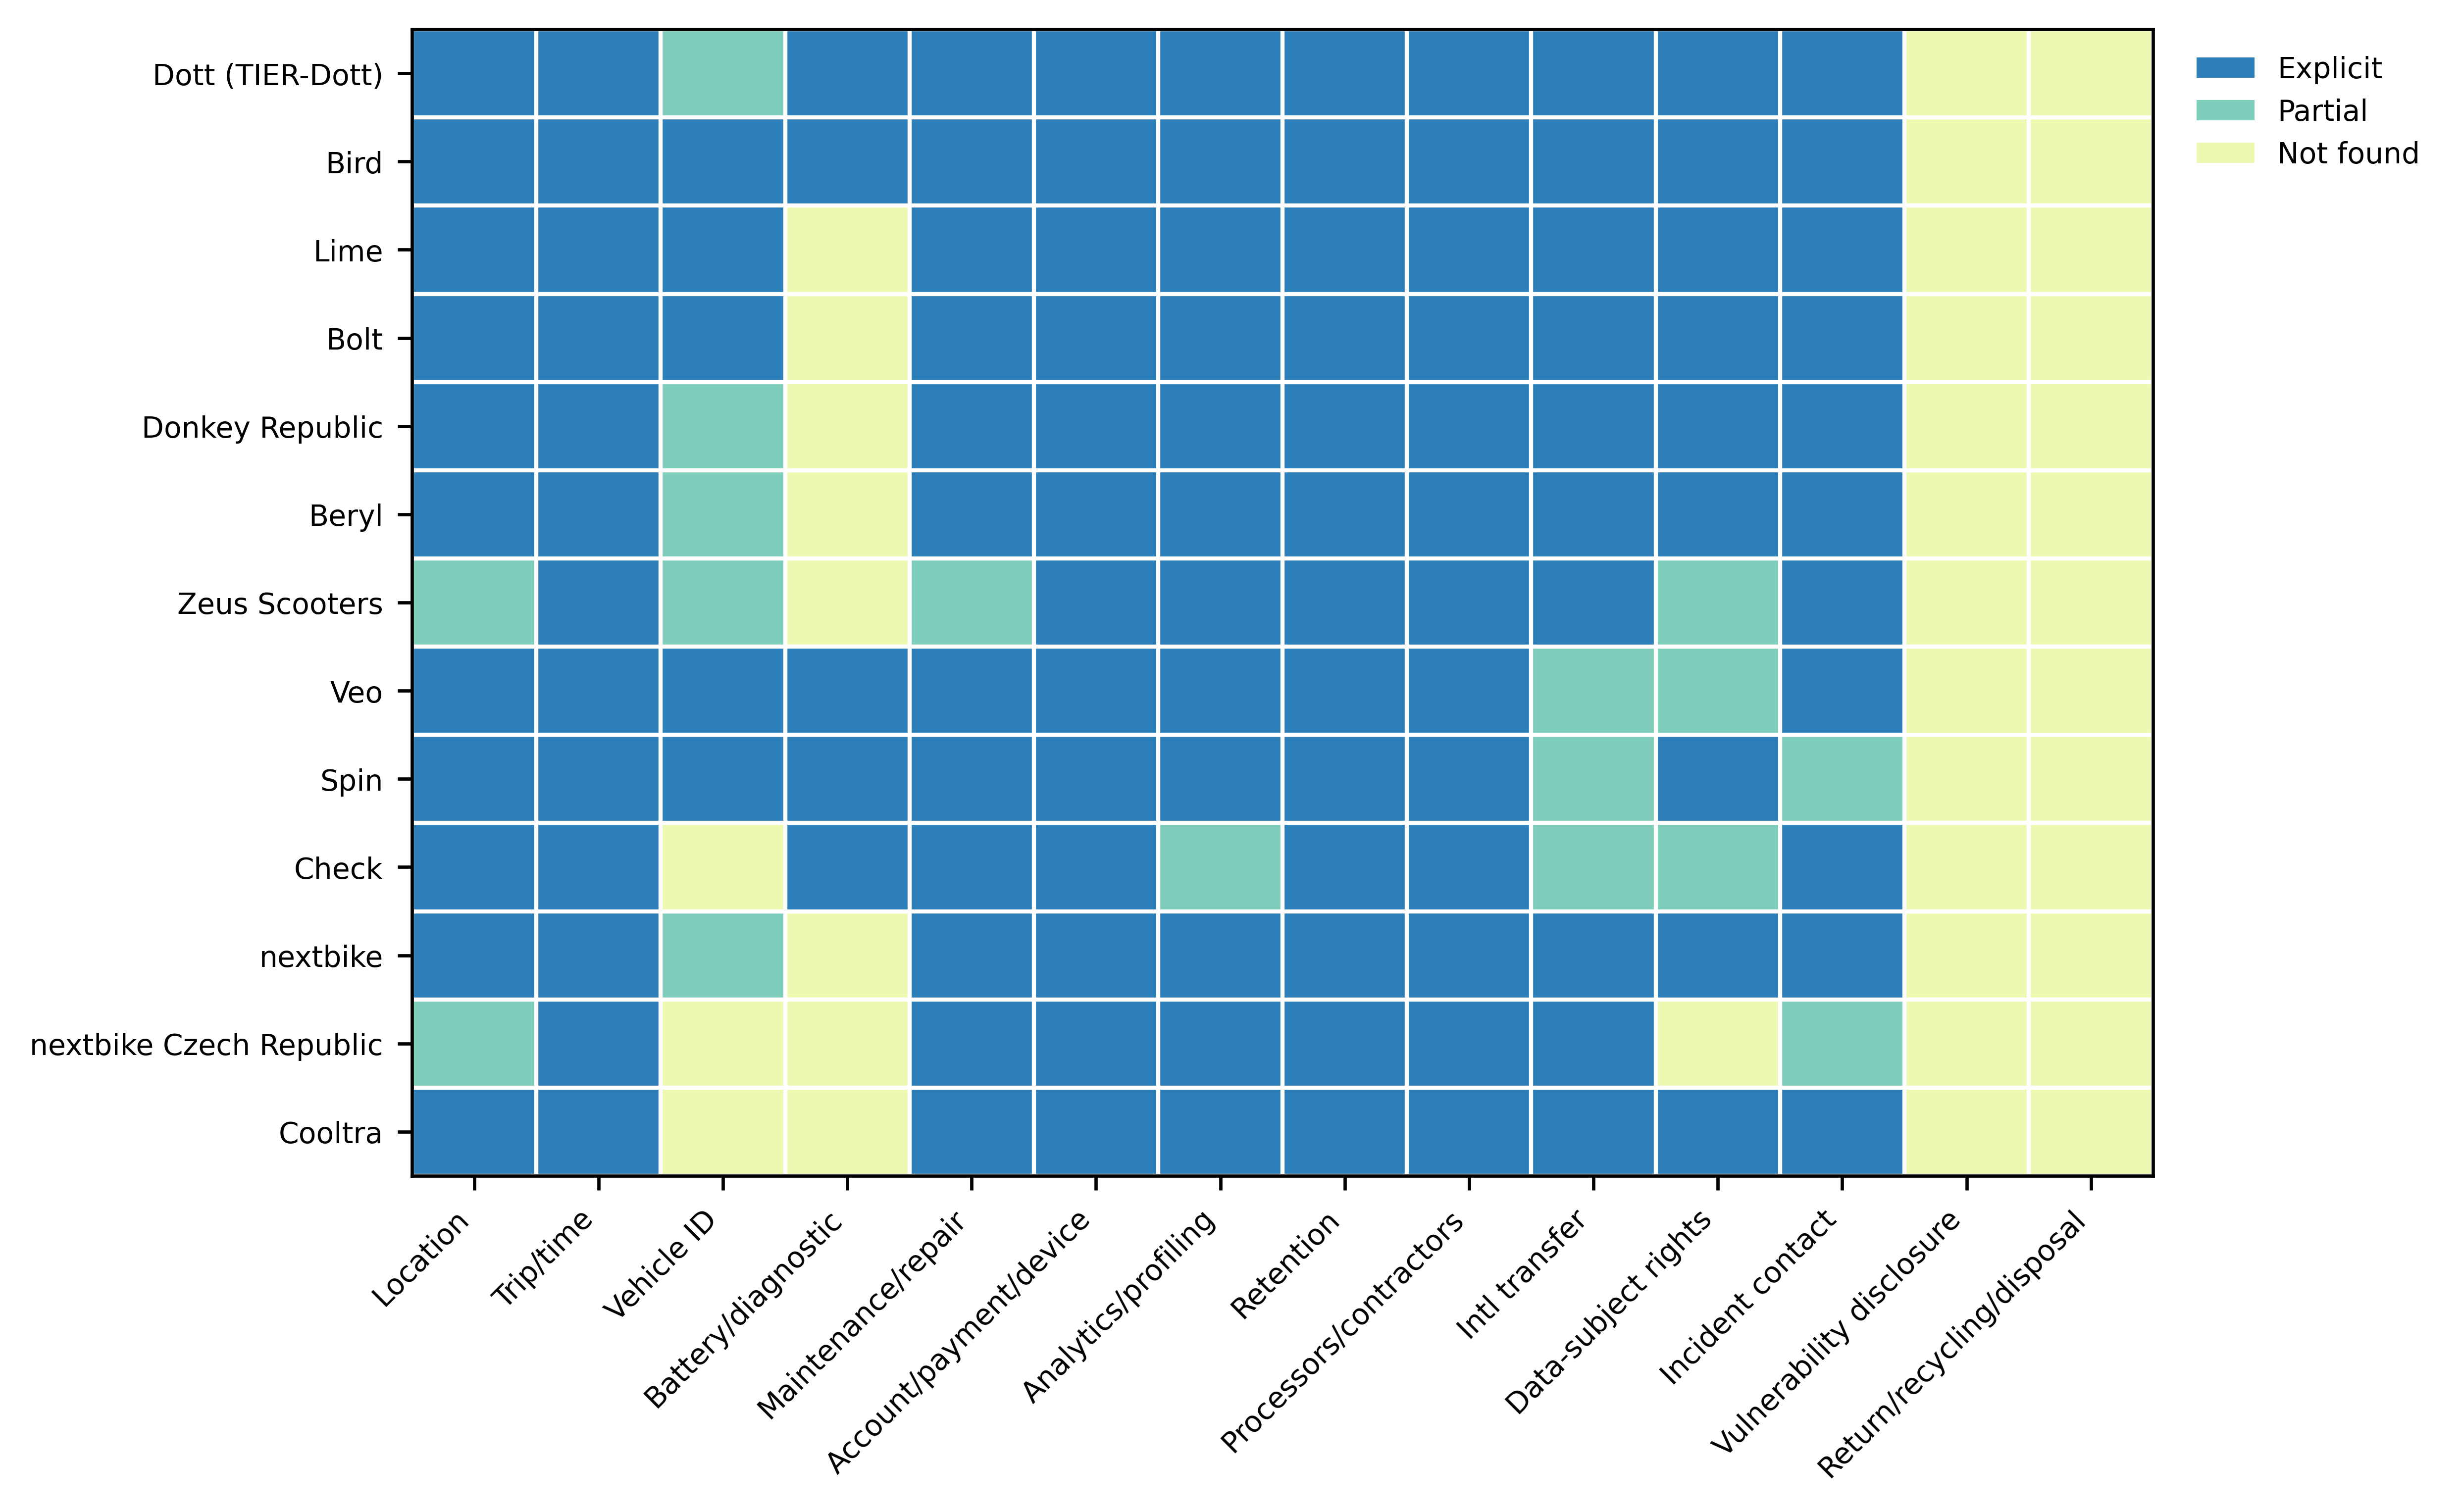 Dott (TIER-Dott)
Bird
Lime
Bolt
Donkey Republic
Beryl
Zeus Scooters
Veo
Spin
Check
nextbike
nextbike Czech Republic
Cooltra
Location
Trip/time
Vehicle ID
Battery/diagnostic
Maintenance/repair
Account/payment/device
Analytics/profiling
Retention
Processors/contractors
Intl transfer
Data-subject rights
Incident contact
Vulnerability disclosure
Return/recycling/disposal
Explicit
Partial
Not found